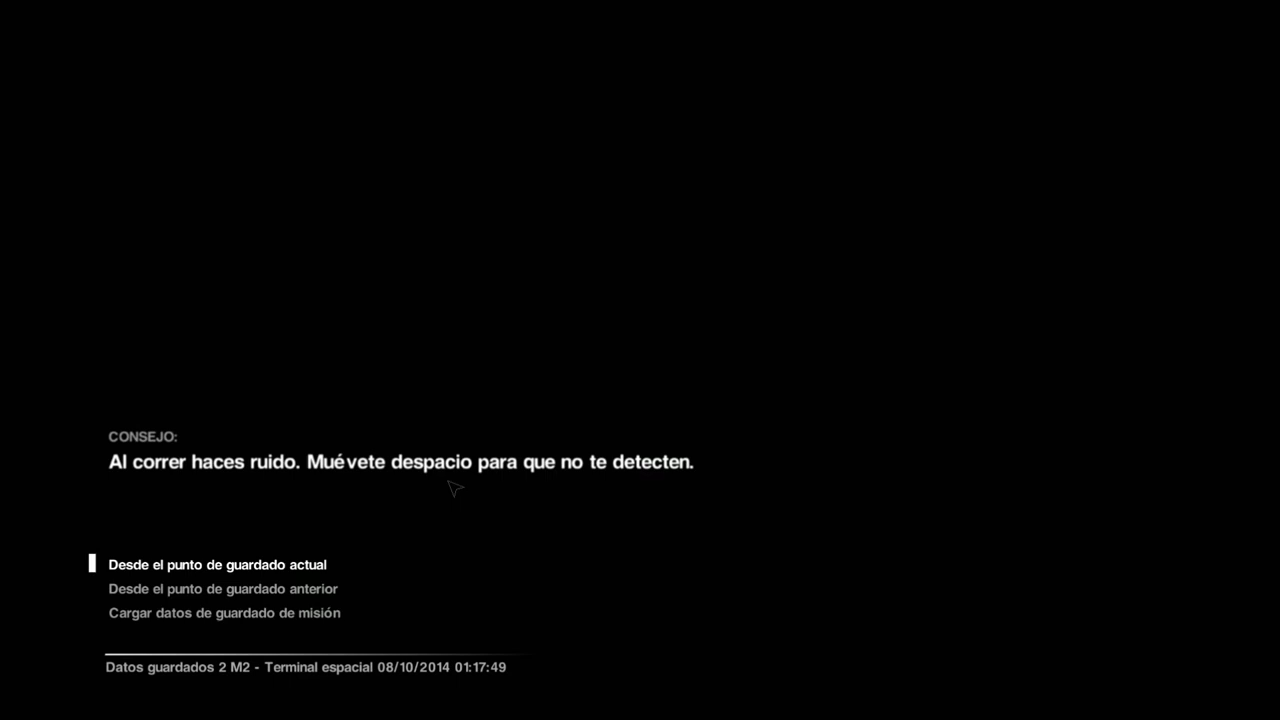 CONSEJO:
Al correr haces ruido. Muévete despacio para que no te detecten.
Desde el punto de guardado actual
Desde el punto de guardado anterior
Cargar datos de guardado de misión
Datos guardados 2 M2 - Terminal espacial 08/10/2014 01:17:49